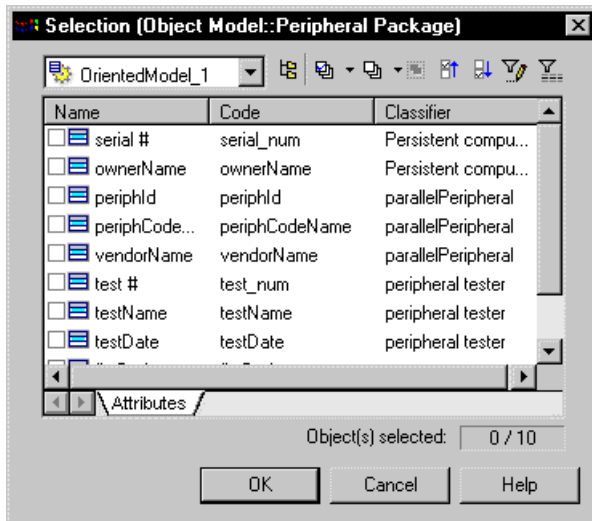 Selection (Object Model::Peripheral Package)
OrientedModel_1
Name Code Classifier
serial # serial_num Persistent compu...
ownerName ownerName Persistent compu...
periphId periphId parallelPeripheral
periphCode... periphCodeName parallelPeripheral
vendorName vendorName parallelPeripheral
test # test_num peripheral tester
testName testName peripheral tester
testDate testDate peripheral tester
Attributes
Object(s) selected: 0 / 10
OK Cancel Help